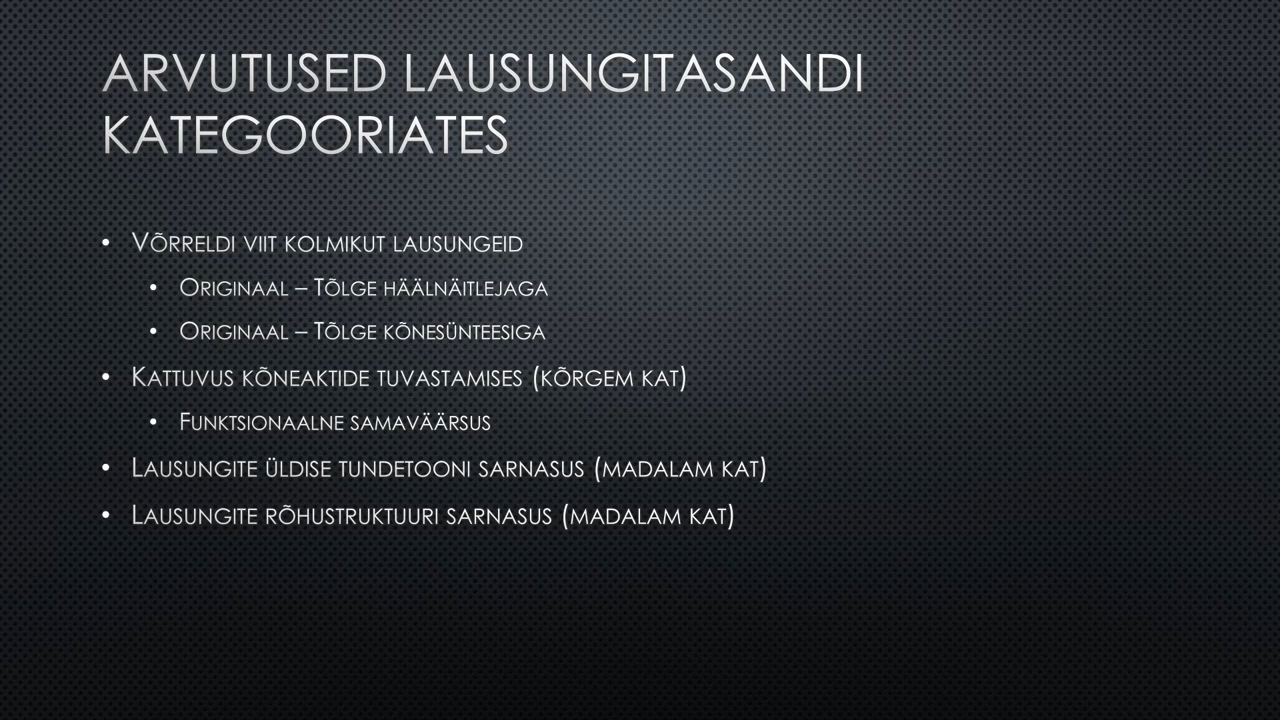 ARVUTUSED LAUSUNGITASANDI
KATEGOORIATES
• VÕRRELDI VIIT KOLMIKUT LAUSUNGEID
• ORIGINAAL – TÕLGE HÄÄLNÄITLEJAGA
• ORIGINAAL – TÕLGE KÕNESÜNTEESIGA
• KATTUVUS KÕNEAKTIDE TUVASTAMISES (KÕRGEM KAT)
• FUNKTSIONAALNE SAMAVÄÄRSUS
• LAUSUNGITE ÜLDISE TUNDETOONI SARNASUS (MADALAM KAT)
• LAUSUNGITE RÕHUSTRUKTUURI SARNASUS (MADALAM KAT)